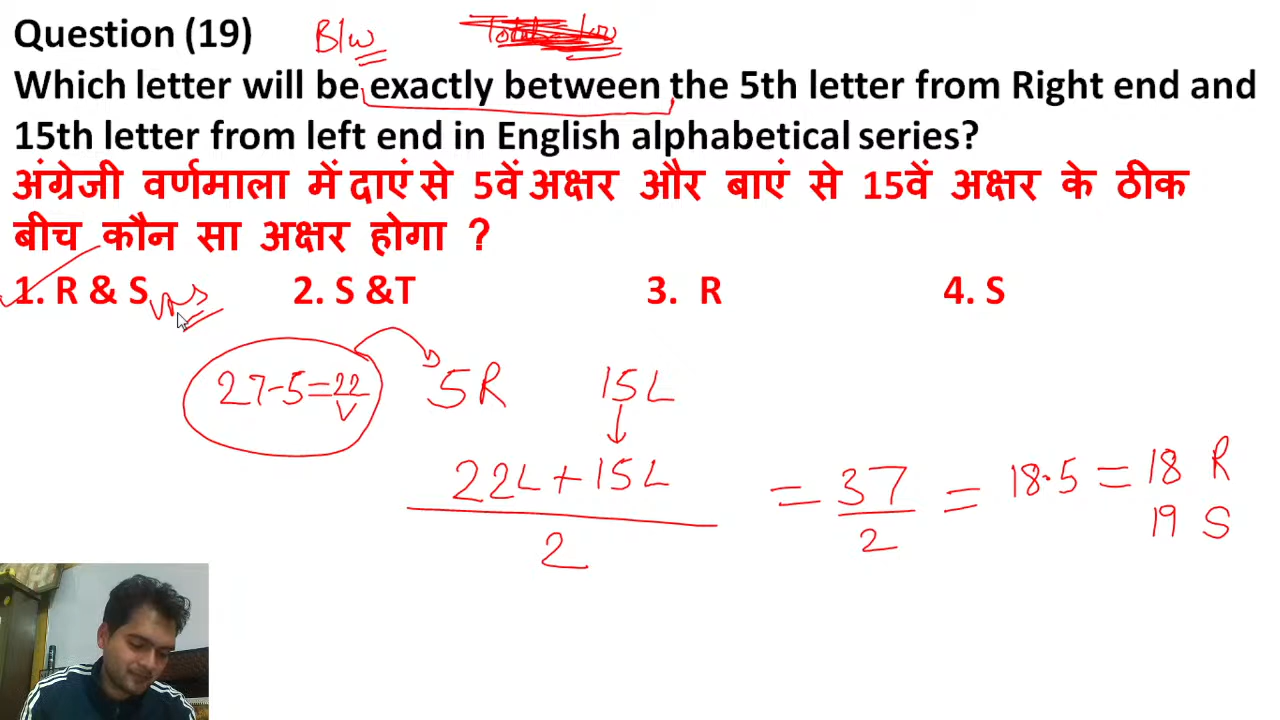 Question (19) B/w
Which letter will be exactly between the 5th letter from Right end and
15th letter from left end in English alphabetical series?
अंग्रेजी वर्णमाला में दाएं से 5वें अक्षर और बाएं से 15वें अक्षर के ठीक
बीच कौन सा अक्षर होगा ?
1. R & S 2. S &T 3. R 4. S
27-5=22 5R 15L
V
22L+15L = 37 = 18.5 = 18 R
2 2 19 S